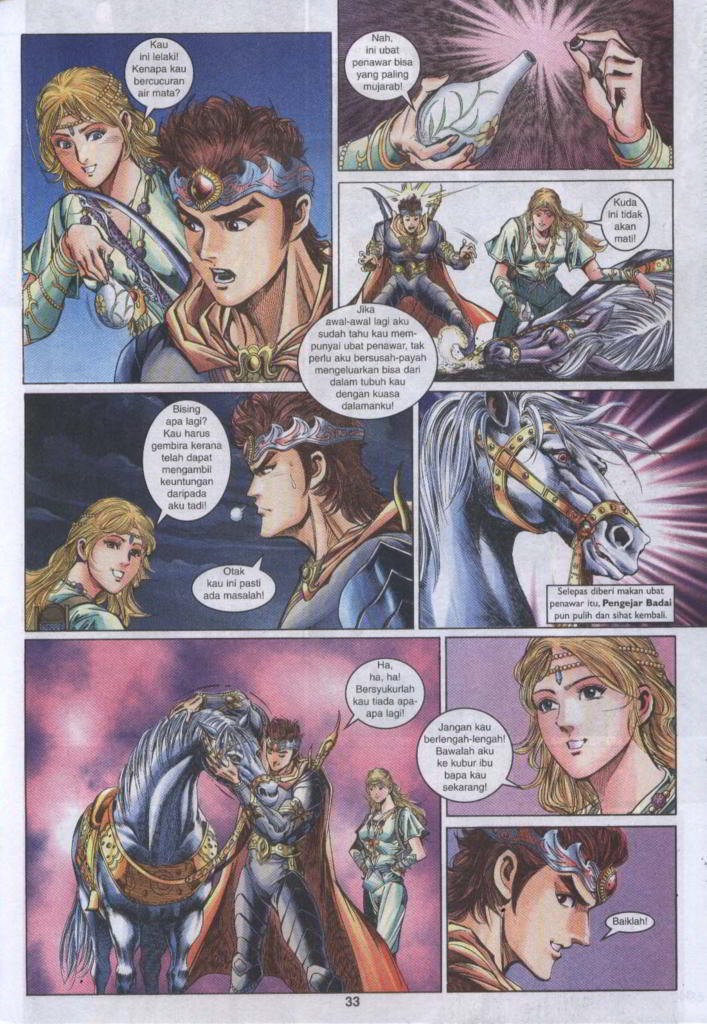 Kau
ini lelaki!
Kenapa kau
bercucuran
air mata?
Nah,
ini ubat
penawar bisa
yang paling
mujarab!
Kuda
ini tidak
akan
mati!
Jika
awal-awal lagi aku
sudah tahu kau mem-
punyai ubat penawar, tak
perlu aku bersusah-payah
mengeluarkan bisa dari
dalam tubuh kau
dengan kuasa
dalamanku!
Bising
apa lagi?
Kau harus
gembira kerana
telah dapat
mengambil
keuntungan
daripada
aku tadi!
Otak
kau ini pasti
ada masalah!
Selepas diberi makan ubat
penawar itu, Pengejar Badai
pun pulih dan sihat kembali.
Ha,
ha, ha!
Bersyukurlah
kau tiada apa-
apa lagi!
Jangan kau
berlengah-lengah!
Bawalah aku
ke kubur ibu
bapa kau
sekarang!
Baiklah!
33